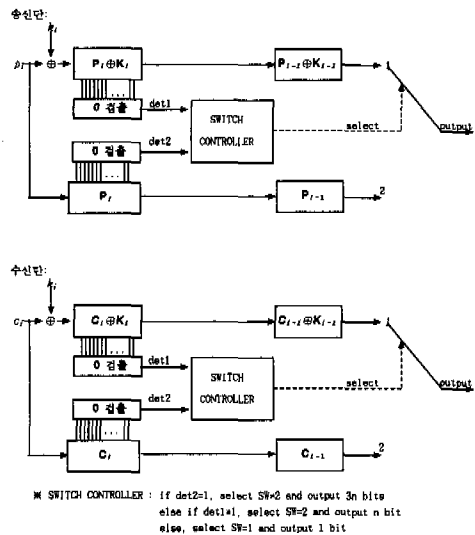 송신단:
k_i
p_i ⊕ P_i⊕K_i P_{i-1}⊕K_{i-1} 1
0 검출 det1
SWITCH CONTROLLER
select
output
0 검출 det2
P_i P_{i-1} 2
수신단:
k_i
c_i ⊕ C_i⊕K_i C_{i-1}⊕K_{i-1} 1
0 검출 det1
SWITCH CONTROLLER
select
output
0 검출 det2
C_i C_{i-1} 2
※ SWITCH CONTROLLER : if det2=1, select SW=2 and output 3n bits
else if det1=1, select SW=2 and output n bit
else, select SW=1 and output 1 bit